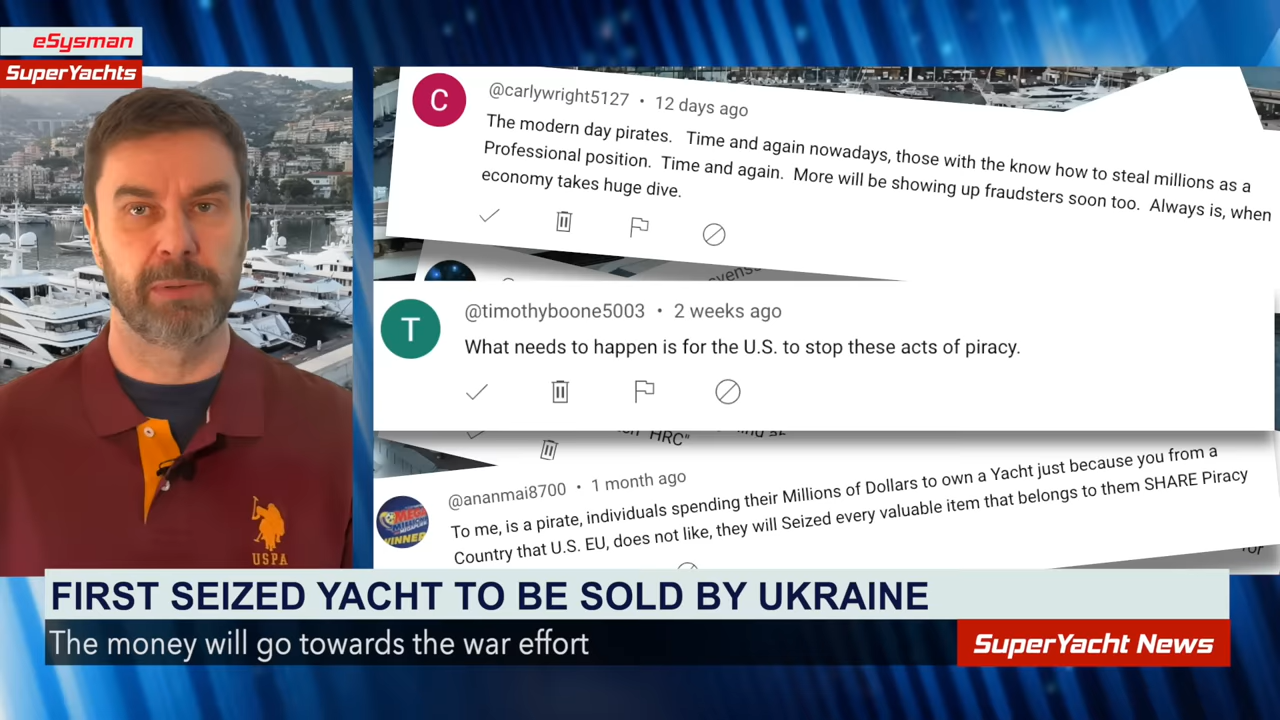 eSysman
SuperYachts
C
@carlywright5127 • 12 days ago
The modern day pirates. Time and again nowadays, those with the know how to steal millions as a
Professional position. Time and again. More will be showing up fraudsters soon too. Always is, when
economy takes huge dive.
T
@timothyboone5003 • 2 weeks ago
What needs to happen is for the U.S. to stop these acts of piracy.
HRC"
@ananmai8700 • 1 month ago
To me, is a pirate, individuals spending their Millions of Dollars to own a Yacht just because you from a
Country that U.S. EU, does not like, they will Seized every valuable item that belongs to them SHARE Piracy
MEGA
WINNER
USPA
FIRST SEIZED YACHT TO BE SOLD BY UKRAINE
The money will go towards the war effort
SuperYacht News